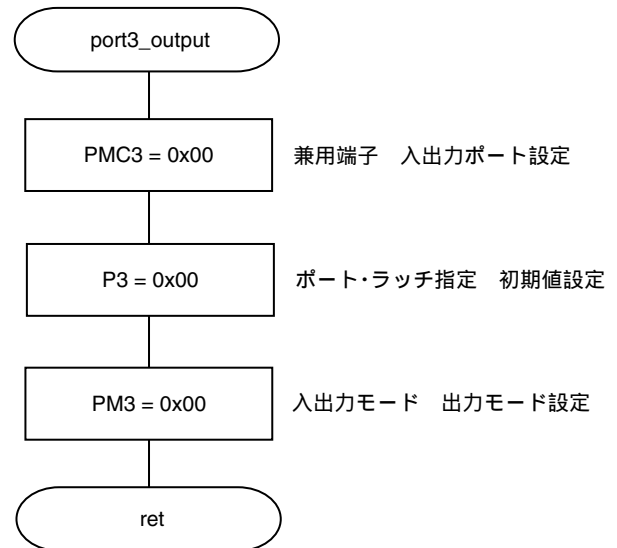 port3_output
PMC3 = 0x00 兼用端子　入出力ポート設定
P3 = 0x00 ポート・ラッチ指定　初期値設定
PM3 = 0x00 入出力モード　出力モード設定
ret